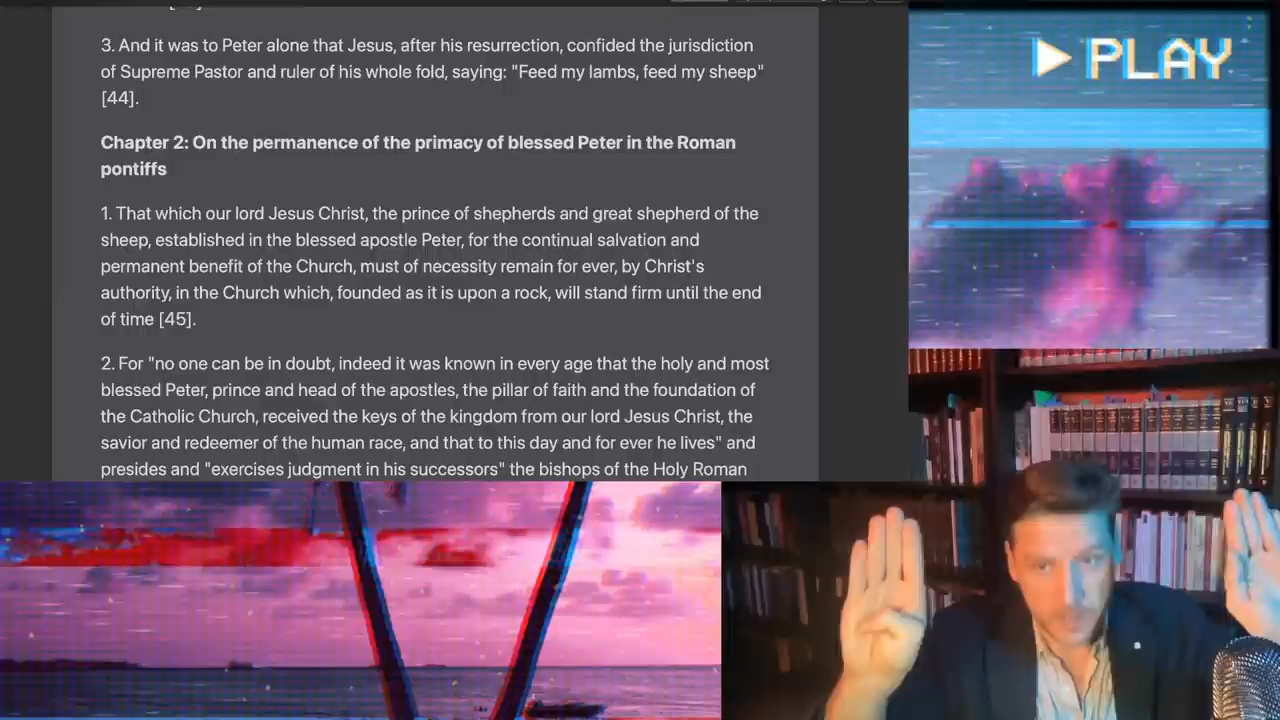 3. And it was to Peter alone that Jesus, after his resurrection, confided the jurisdiction
of Supreme Pastor and ruler of his whole fold, saying: "Feed my lambs, feed my sheep"
[44].
Chapter 2: On the permanence of the primacy of blessed Peter in the Roman
pontiffs
1. That which our lord Jesus Christ, the prince of shepherds and great shepherd of the
sheep, established in the blessed apostle Peter, for the continual salvation and
permanent benefit of the Church, must of necessity remain for ever, by Christ's
authority, in the Church which, founded as it is upon a rock, will stand firm until the end
of time [45].
2. For "no one can be in doubt, indeed it was known in every age that the holy and most
blessed Peter, prince and head of the apostles, the pillar of faith and the foundation of
the Catholic Church, received the keys of the kingdom from our lord Jesus Christ, the
savior and redeemer of the human race, and that to this day and for ever he lives" and
presides and "exercises judgment in his successors" the bishops of the Holy Roman
PLAY